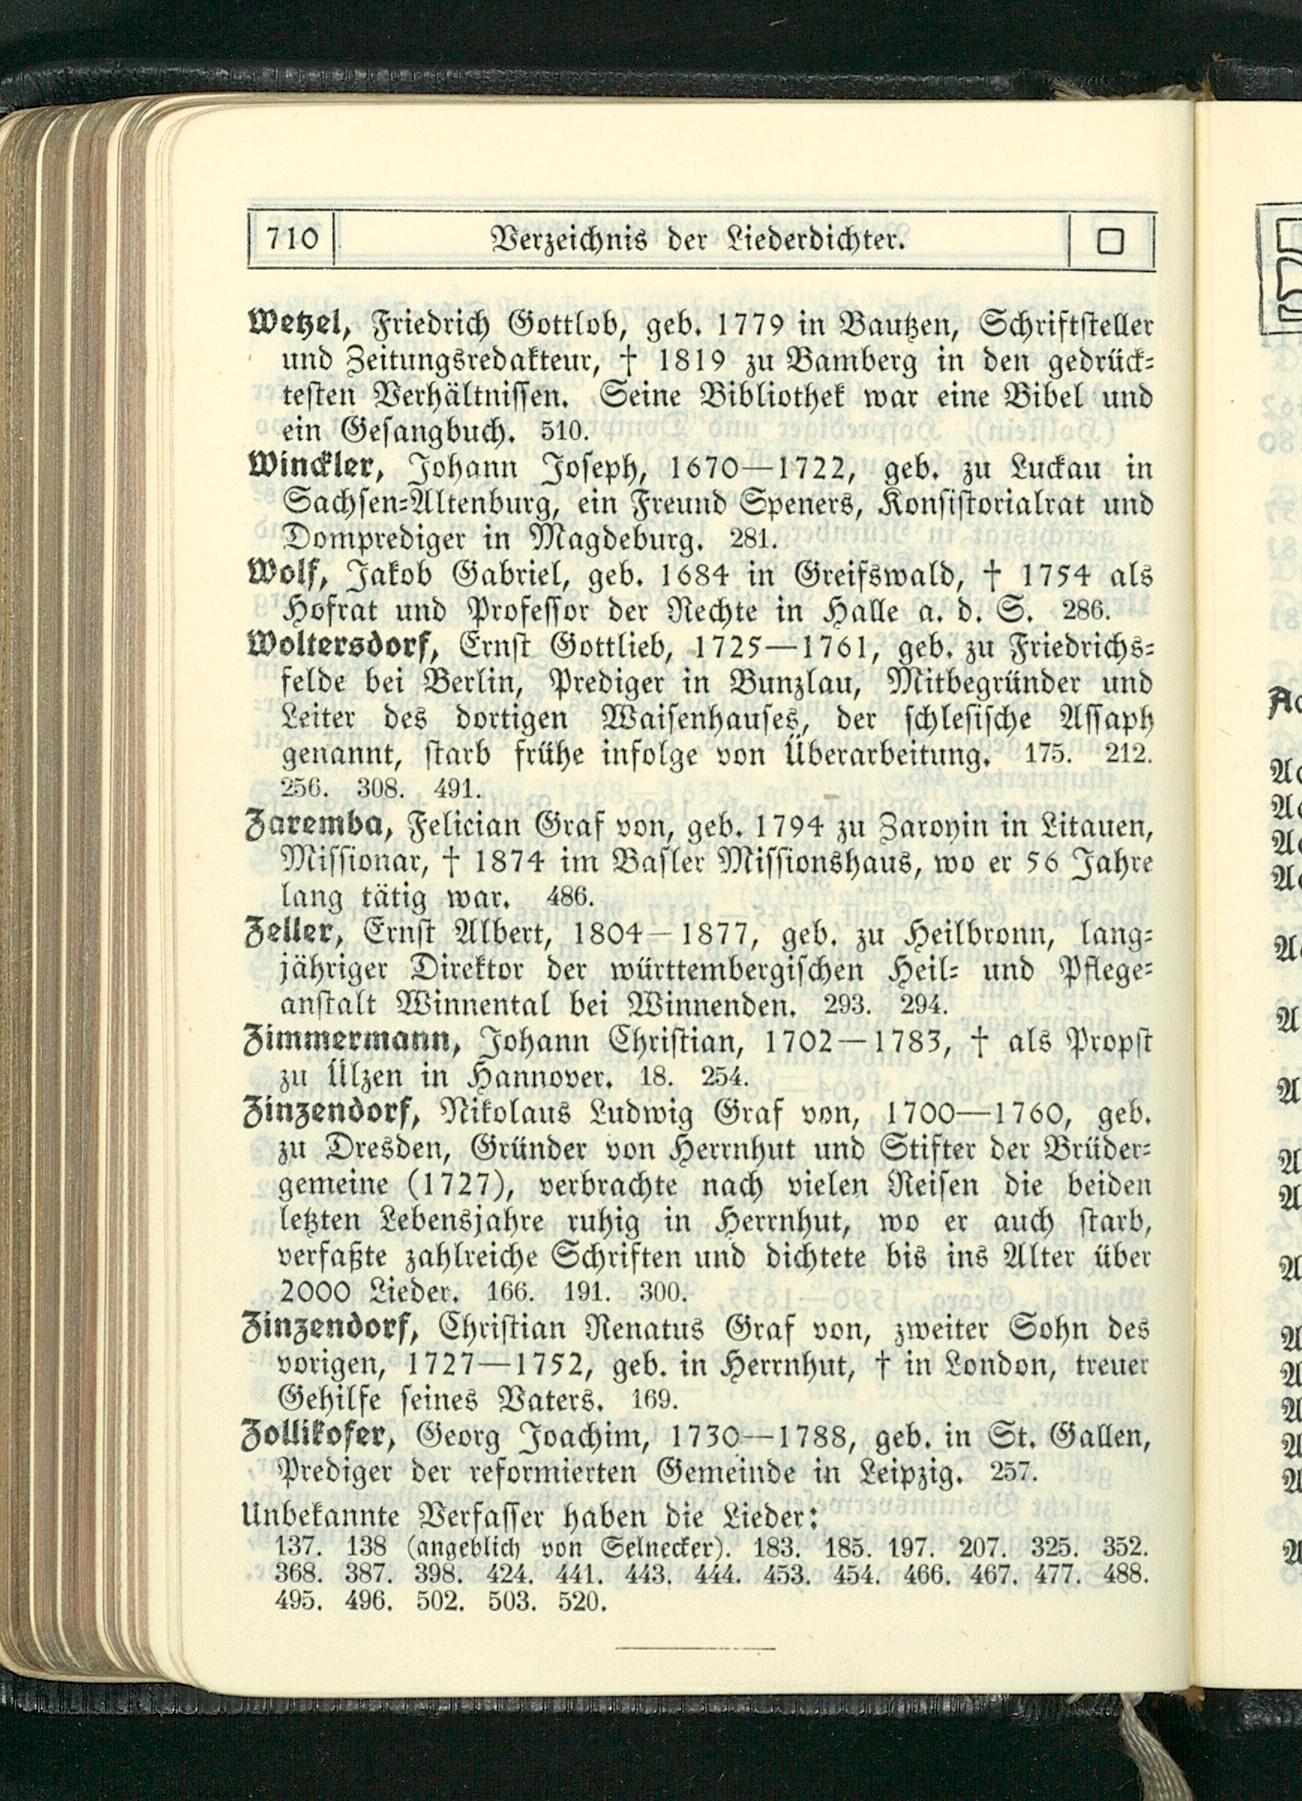 710 Verzeichnis der Liederdichter.
Wetzel, Friedrich Gottlob, geb. 1779 in Bautzen, Schriftsteller
und Zeitungsredakteur, † 1819 zu Bamberg in den gedrück-
testen Verhältnissen. Seine Bibliothek war eine Bibel und
ein Gesangbuch. 510.
Winckler, Johann Joseph, 1670—1722, geb. zu Luckau in
Sachsen-Altenburg, ein Freund Speners, Konsistorialrat und
Domprediger in Magdeburg. 281.
Wolf, Jakob Gabriel, geb. 1684 in Greifswald, † 1754 als
Hofrat und Professor der Rechte in Halle a. d. S. 286.
Woltersdorf, Ernst Gottlieb, 1725—1761, geb. zu Friedrichs-
felde bei Berlin, Prediger in Bunzlau, Mitbegründer und
Leiter des dortigen Waisenhauses, der schlesische Assaph
genannt, starb frühe infolge von Überarbeitung. 175. 212.
256. 308. 491.
Zaremba, Felician Graf von, geb. 1794 zu Zaroyin in Litauen,
Missionar, † 1874 im Basler Missionshaus, wo er 56 Jahre
lang tätig war. 486.
Zeller, Ernst Albert, 1804—1877, geb. zu Heilbronn, lang-
jähriger Direktor der württembergischen Heil- und Pflege-
anstalt Winnental bei Winnenden. 293. 294.
Zimmermann, Johann Christian, 1702—1783, † als Propst
zu Ülzen in Hannover. 18. 254.
Zinzendorf, Nikolaus Ludwig Graf von, 1700—1760, geb.
zu Dresden, Gründer von Herrnhut und Stifter der Brüder-
gemeine (1727), verbrachte nach vielen Reisen die beiden
letzten Lebensjahre ruhig in Herrnhut, wo er auch starb,
verfaßte zahlreiche Schriften und dichtete bis ins Alter über
2000 Lieder. 166. 191. 300.
Zinzendorf, Christian Renatus Graf von, zweiter Sohn des
vorigen, 1727—1752, geb. in Herrnhut, † in London, treuer
Gehilfe seines Vaters. 169.
Zollikofer, Georg Joachim, 1730—1788, geb. in St. Gallen,
Prediger der reformierten Gemeinde in Leipzig. 257.
Unbekannte Verfasser haben die Lieder:
137. 138 (angeblich von Selnecker). 183. 185. 197. 207. 325. 352.
368. 387. 398. 424. 441. 443. 444. 453. 454. 466. 467. 477. 488.
495. 496. 502. 503. 520.